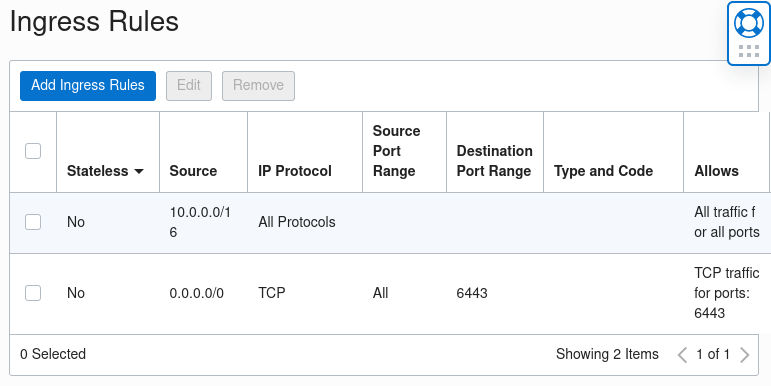 Ingress Rules
Add Ingress Rules Edit Remove
Stateless Source IP Protocol Source Port Range Destination Port Range Type and Code Allows
No 10.0.0.0/16 All Protocols All traffic for all ports
No 0.0.0.0/0 TCP All 6443 TCP traffic for ports: 6443
0 Selected Showing 2 Items 1 of 1